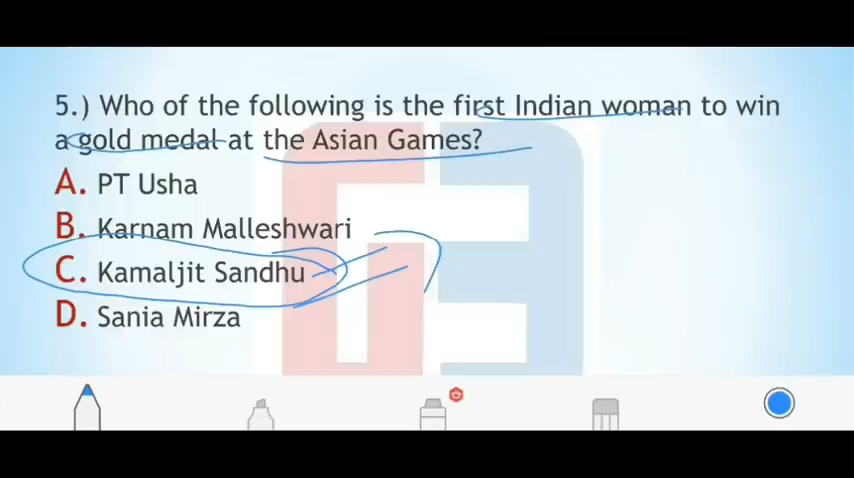 5.) Who of the following is the first Indian woman to win
a gold medal at the Asian Games?
A. PT Usha
B. Karnam Malleshwari
C. Kamaljit Sandhu
D. Sania Mirza